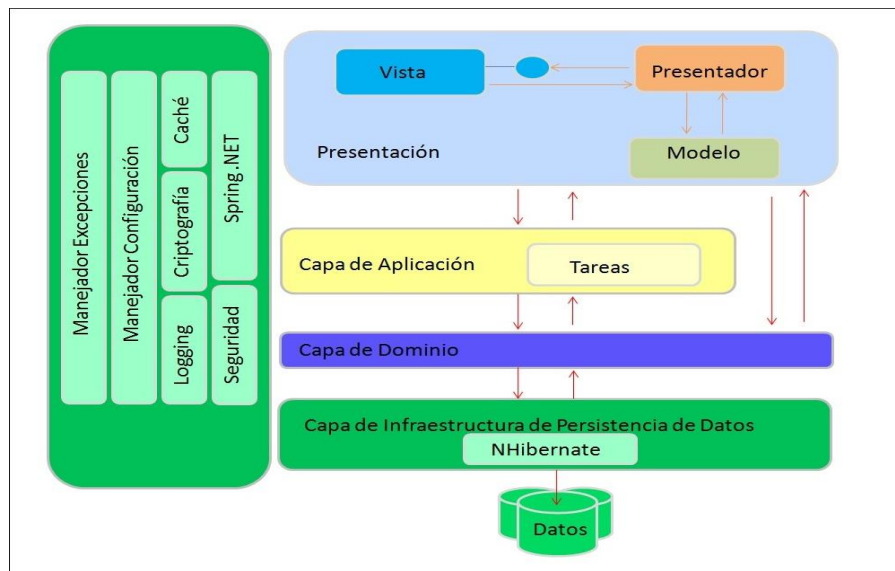 Manejador Excepciones
Manejador Configuración
Caché
Criptografía
Logging
Spring.NET
Seguridad
Vista
Presentador
Presentación
Modelo
Capa de Aplicación
Tareas
Capa de Dominio
Capa de Infraestructura de Persistencia de Datos
NHibernate
Datos